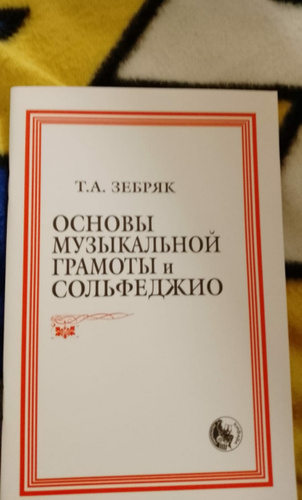 Т.А. ЗЕБРЯК
ОСНОВЫ
МУЗЫКАЛЬНОЙ
ГРАМОТЫ и
СОЛЬФЕДЖИО